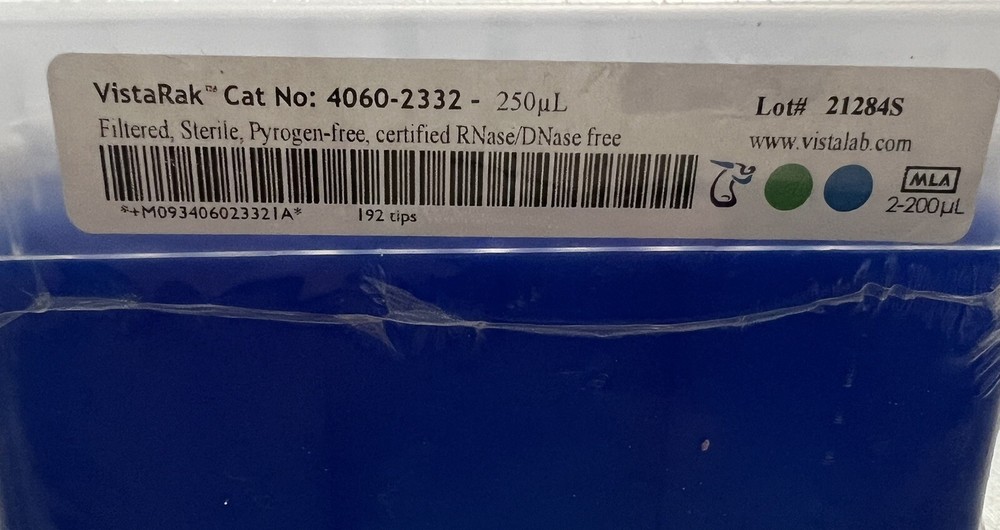 VistaRak™ Cat No: 4060-2332 - 250µL
Filtered, Sterile, Pyrogen-free, certified RNase/DNase free
*+M093406023321A* 192 tips
Lot# 21284S
www.vistalab.com
MLA
2-200µL